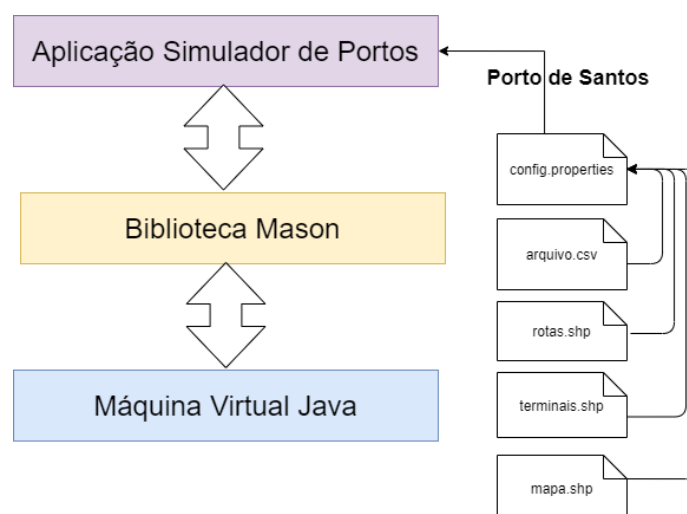 Aplicação Simulador de Portos
Porto de Santos
config.properties
Biblioteca Mason
arquivo.csv
rotas.shp
Máquina Virtual Java
terminais.shp
mapa.shp